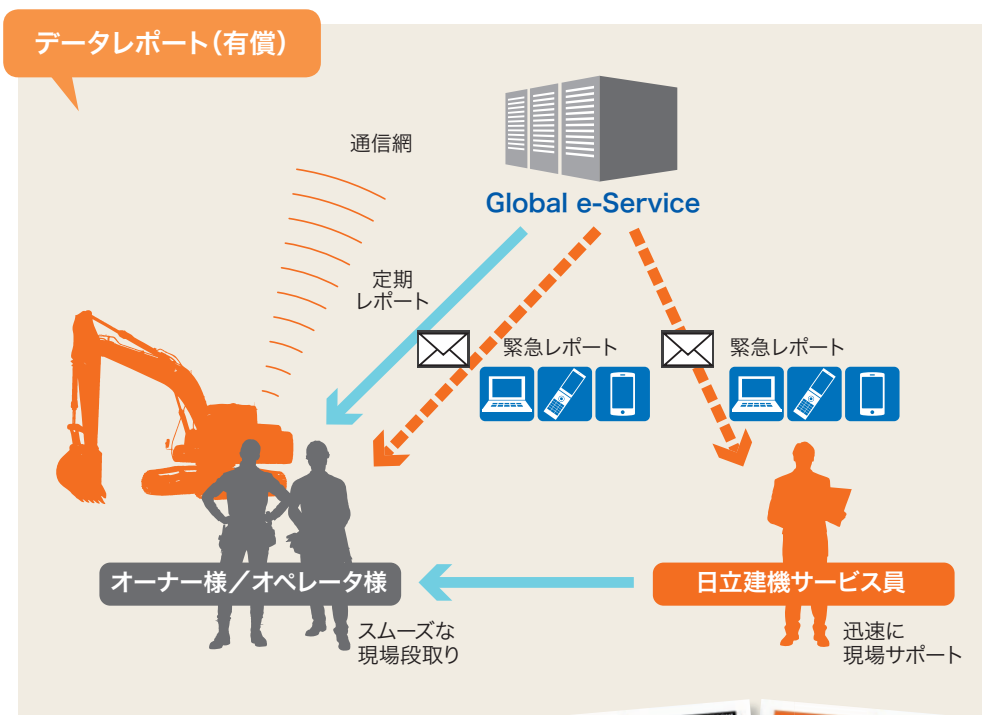 データレポート（有償）
通信網
Global e-Service
定期
レポート
緊急レポート
緊急レポート
オーナー様／オペレータ様
日立建機サービス員
スムーズな
現場段取り
迅速に
現場サポート